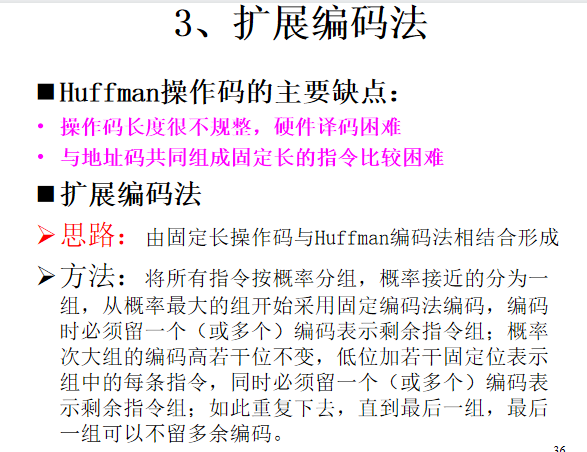 3、扩展编码法
■Huffman操作码的主要缺点：
• 操作码长度很不规整，硬件译码困难
• 与地址码共同组成固定长的指令比较困难
■扩展编码法
➢思路：由固定长操作码与Huffman编码法相结合形成
➢方法：将所有指令按概率分组，概率接近的分为一
组，从概率最大的组开始采用固定编码法编码，编码
时必须留一个（或多个）编码表示剩余指令组；概率
次大组的编码高若干位不变，低位加若干固定位表示
组中的每条指令，同时必须留一个（或多个）编码表
示剩余指令组；如此重复下去，直到最后一组，最后
一组可以不留多余编码。
36